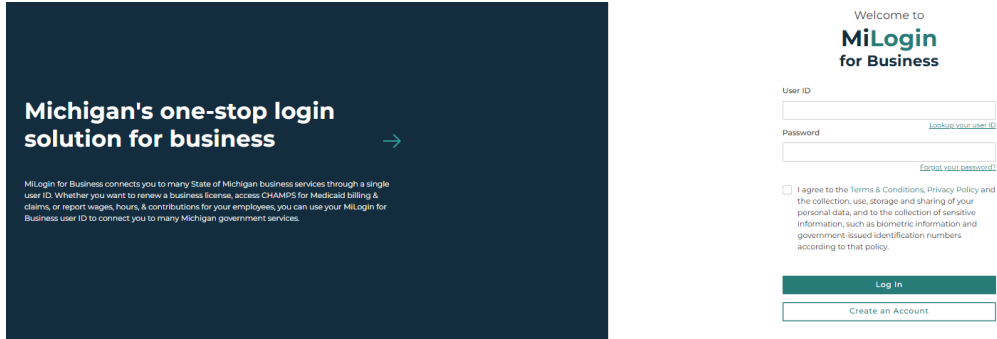 Michigan's one-stop login
solution for business
MiLogin for Business connects you to many State of Michigan business services through a single
user ID. Whether you want to renew a business license, access CHAMPS for Medicaid billing &
claims, or report wages, hours, & contributions for your employees, you can use your MiLogin for
Business user ID to connect you to many Michigan government services.
Welcome to
MiLogin
for Business
User ID
Lookup your user ID
Password
Forgot your password?
I agree to the Terms & Conditions, Privacy Policy and
the collection, use, storage and sharing of your
personal data, and to the collection of sensitive
information, such as biometric information and
government-issued identification numbers
according to that policy.
Log In
Create an Account